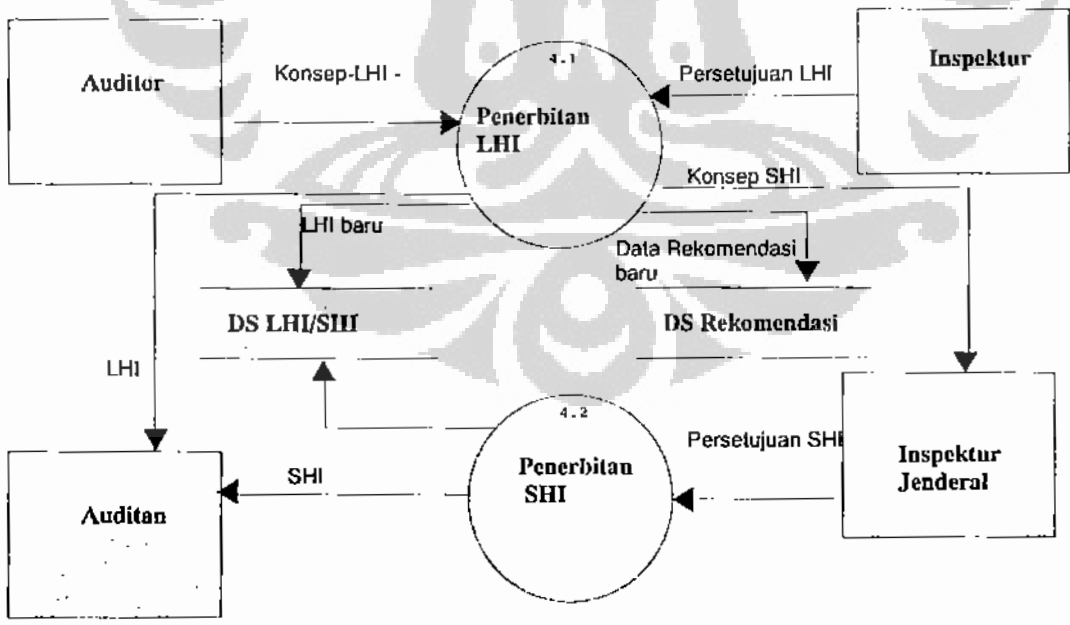 Auditor
Konsep-LHI -
4.1
Penerbitan
LHI
Persetujuan LHI
Inspektur
Konsep SHI
LHI baru
Data Rekomendasi
baru
DS LHI/SHI
DS Rekomendasi
LHI
4.2
Penerbitan
SHI
Persetujuan SHI
Inspektur
Jenderal
SHI
Auditan